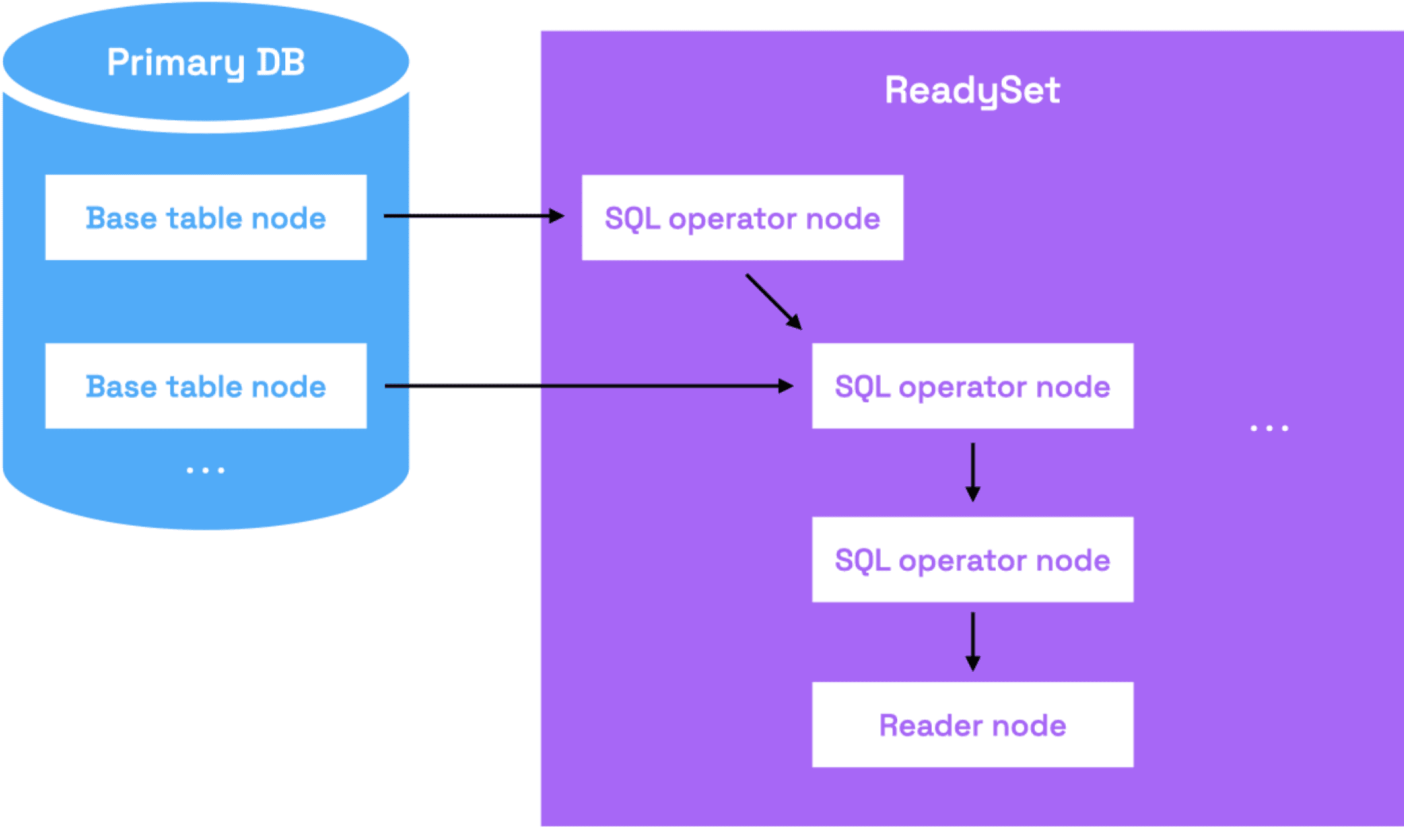 Primary DB
Base table node
Base table node
...
ReadySet
SQL operator node
SQL operator node
...
SQL operator node
Reader node